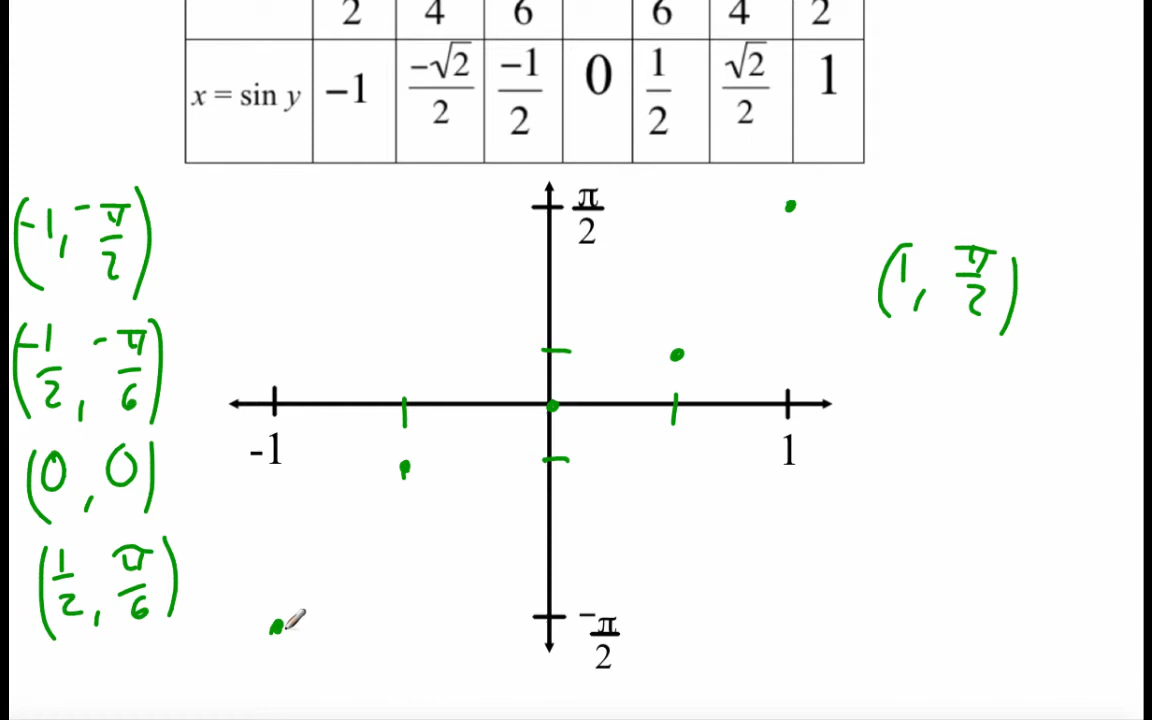 2 4 6 6 4 2
x = sin y −1 −√2/2 −1/2 0 1/2 √2/2 1
(−1, −π/2)
π/2
(1, π/2)
(−1/2, −π/6)
-1 1
(0, 0)
(1/2, π/6)
−π/2